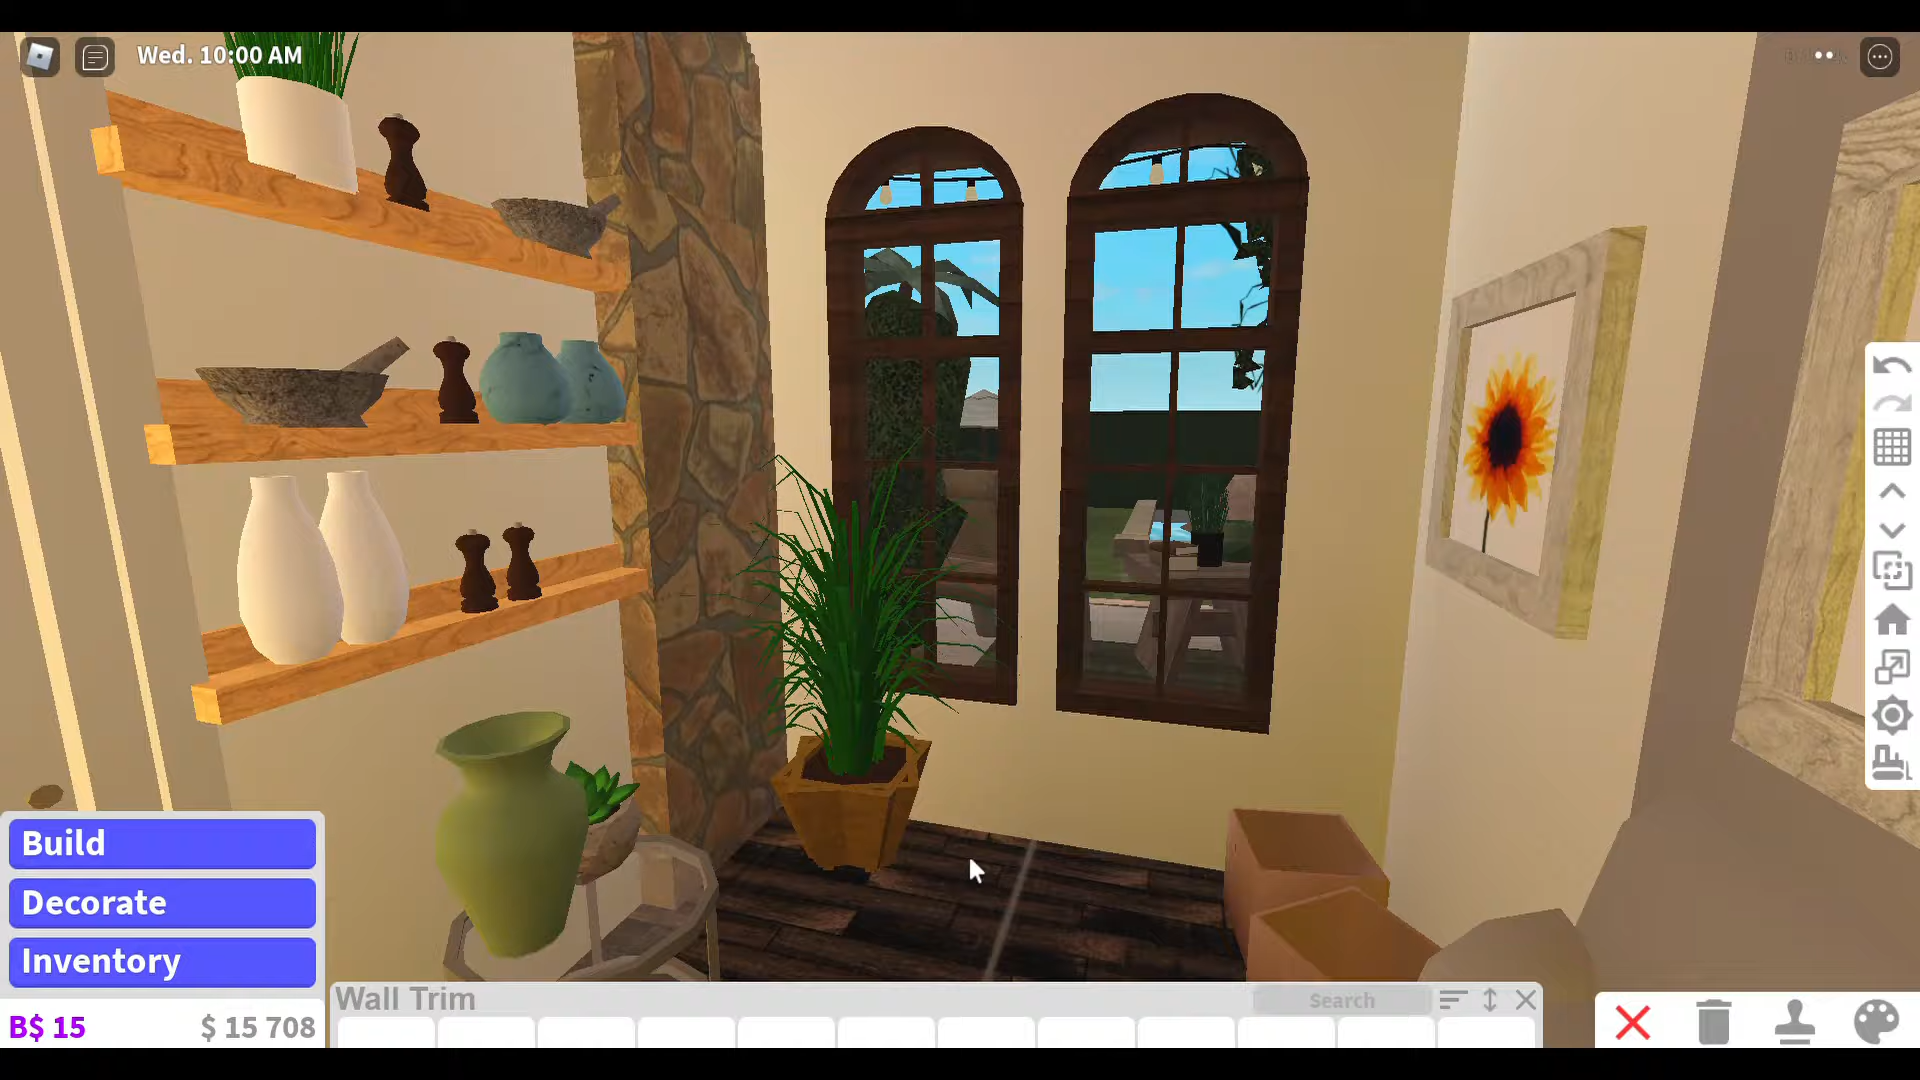 Wed. 10:00 AM
Build
Decorate
Inventory
B$ 15
$ 15 708
Wall Trim
Search